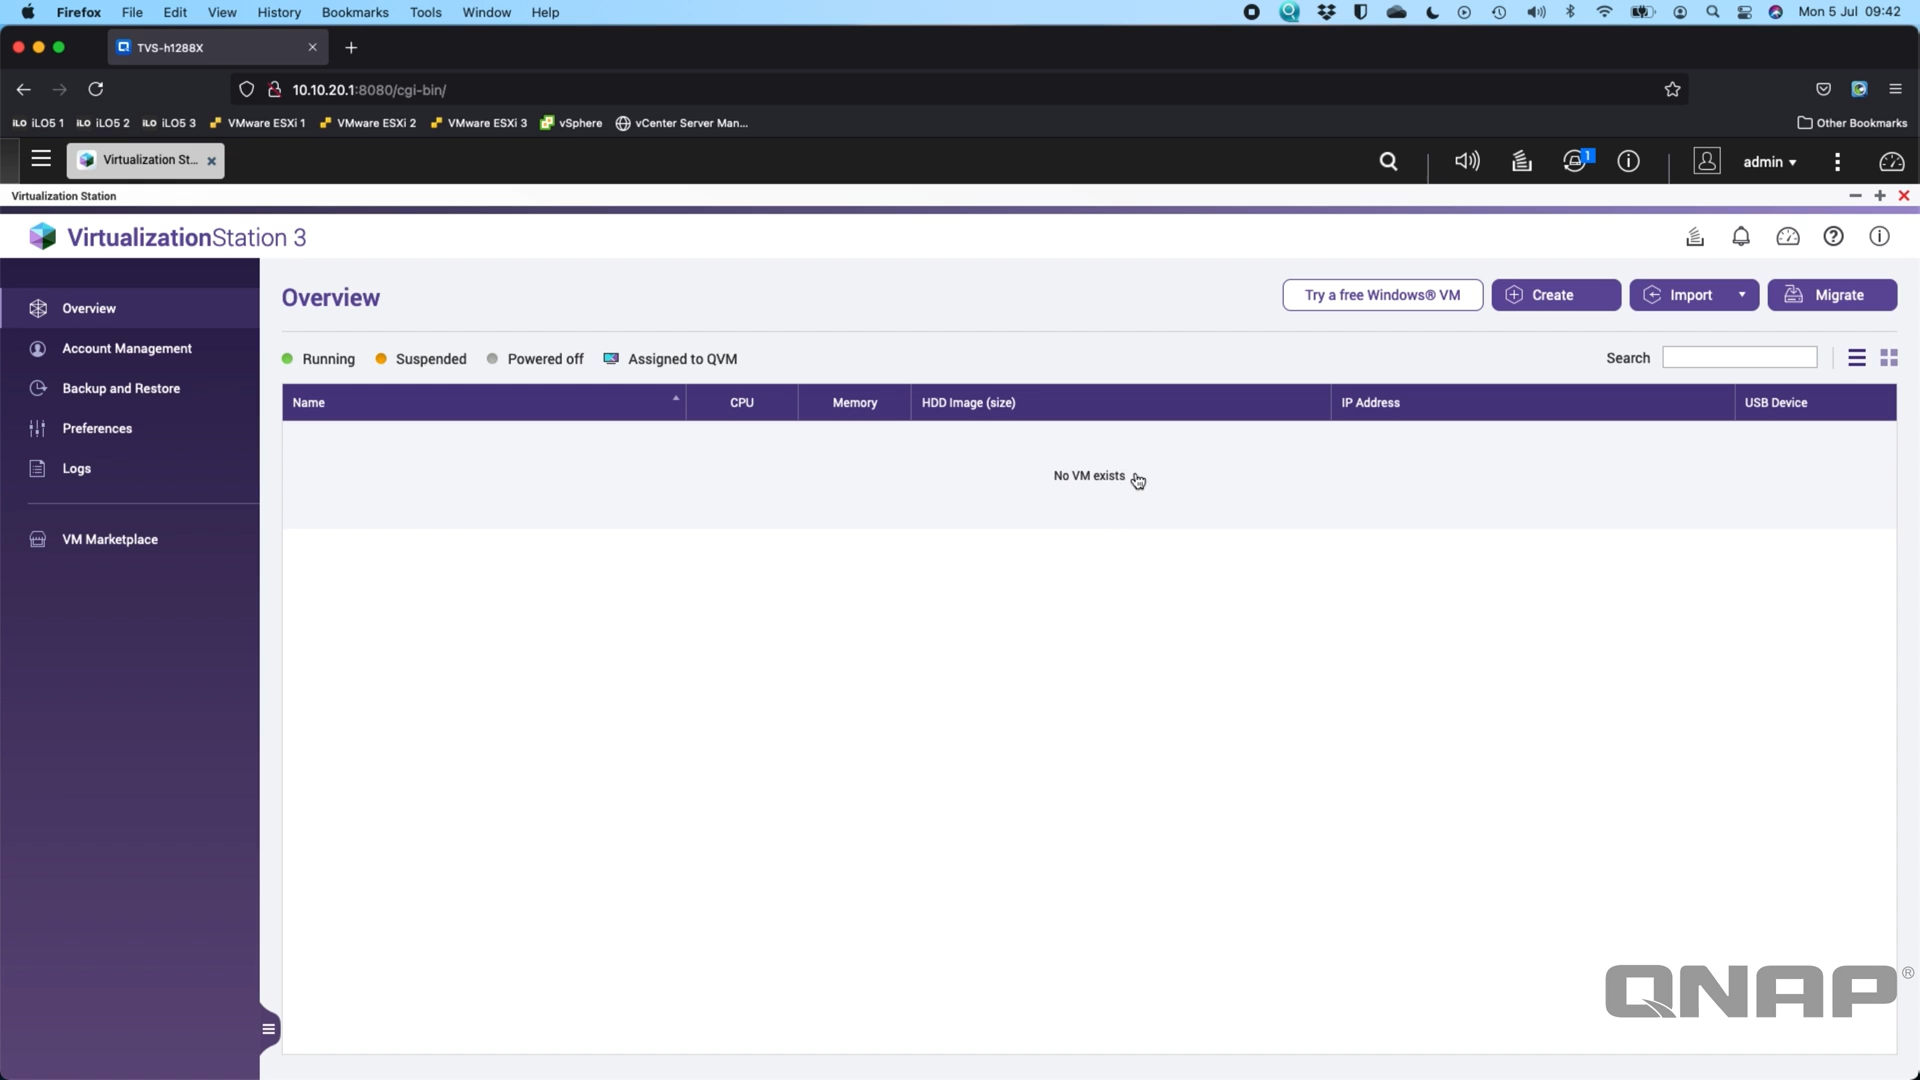 Firefox File Edit View History Bookmarks Tools Window Help Mon 5 Jul 09:42
TVS-h1288X
10.10.20.1:8080/cgi-bin/
iLO iLO5 1 iLO iLO5 2 iLO iLO5 3 VMware ESXi 1 VMware ESXi 2 VMware ESXi 3 vSphere vCenter Server Man... Other Bookmarks
Virtualization St... 1 admin
Virtualization Station
VirtualizationStation 3
Overview
Account Management
Backup and Restore
Preferences
Logs
VM Marketplace
Overview Try a free Windows® VM Create Import Migrate
Running Suspended Powered off Assigned to QVM Search
Name CPU Memory HDD Image (size) IP Address USB Device
No VM exists
QNAP®